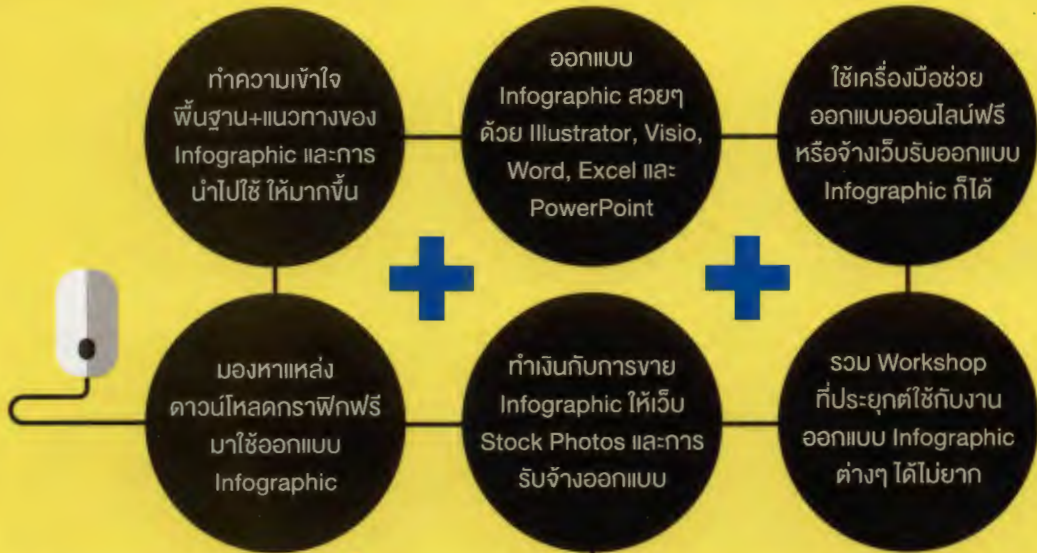 ทำความเข้าใจ
พื้นฐาน+แนวทางของ
Infographic และการ
นำไปใช้ ให้มากขึ้น
ออกแบบ
Infographic สวยๆ
ด้วย Illustrator, Visio,
Word, Excel และ
PowerPoint
ใช้เครื่องมือช่วย
ออกแบบออนไลน์ฟรี
หรือจ้างเว็บรับออกแบบ
Infographic ก็ได้
มองหาแหล่ง
ดาวน์โหลดกราฟิกฟรี
มาใช้ออกแบบ
Infographic
ทำเงินกับการขาย
Infographic ให้เว็บ
Stock Photos และการ
รับจ้างออกแบบ
รวม Workshop
ที่ประยุกต์ใช้กับงาน
ออกแบบ Infographic
ต่างๆ ได้ไม่ยาก